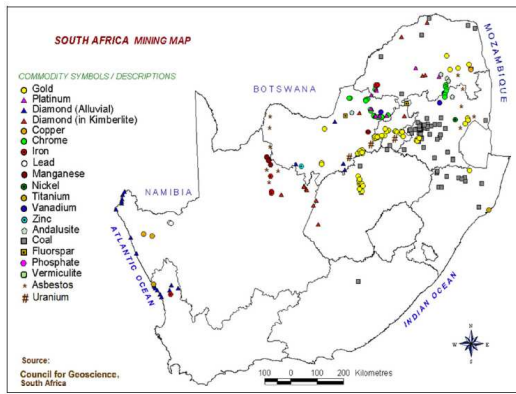 SOUTH AFRICA MINING MAP
COMMODITY SYMBOLS / DESCRIPTIONS
Gold
Platinum
Diamond (Alluvial)
Diamond (in Kimberlite)
Copper
Chrome
Iron
Lead
Manganese
Nickel
Titanium
Vanadium
Zinc
Andalusite
Coal
Fluorspar
Phosphate
Vermiculite
Asbestos
Uranium
BOTSWANA
MOZAMBIQUE
NAMIBIA
ATLANTIC OCEAN
INDIAN OCEAN
N
W
E
S
Source:
Council for Geoscience,
South Africa
100 0 100 200 Kilometres